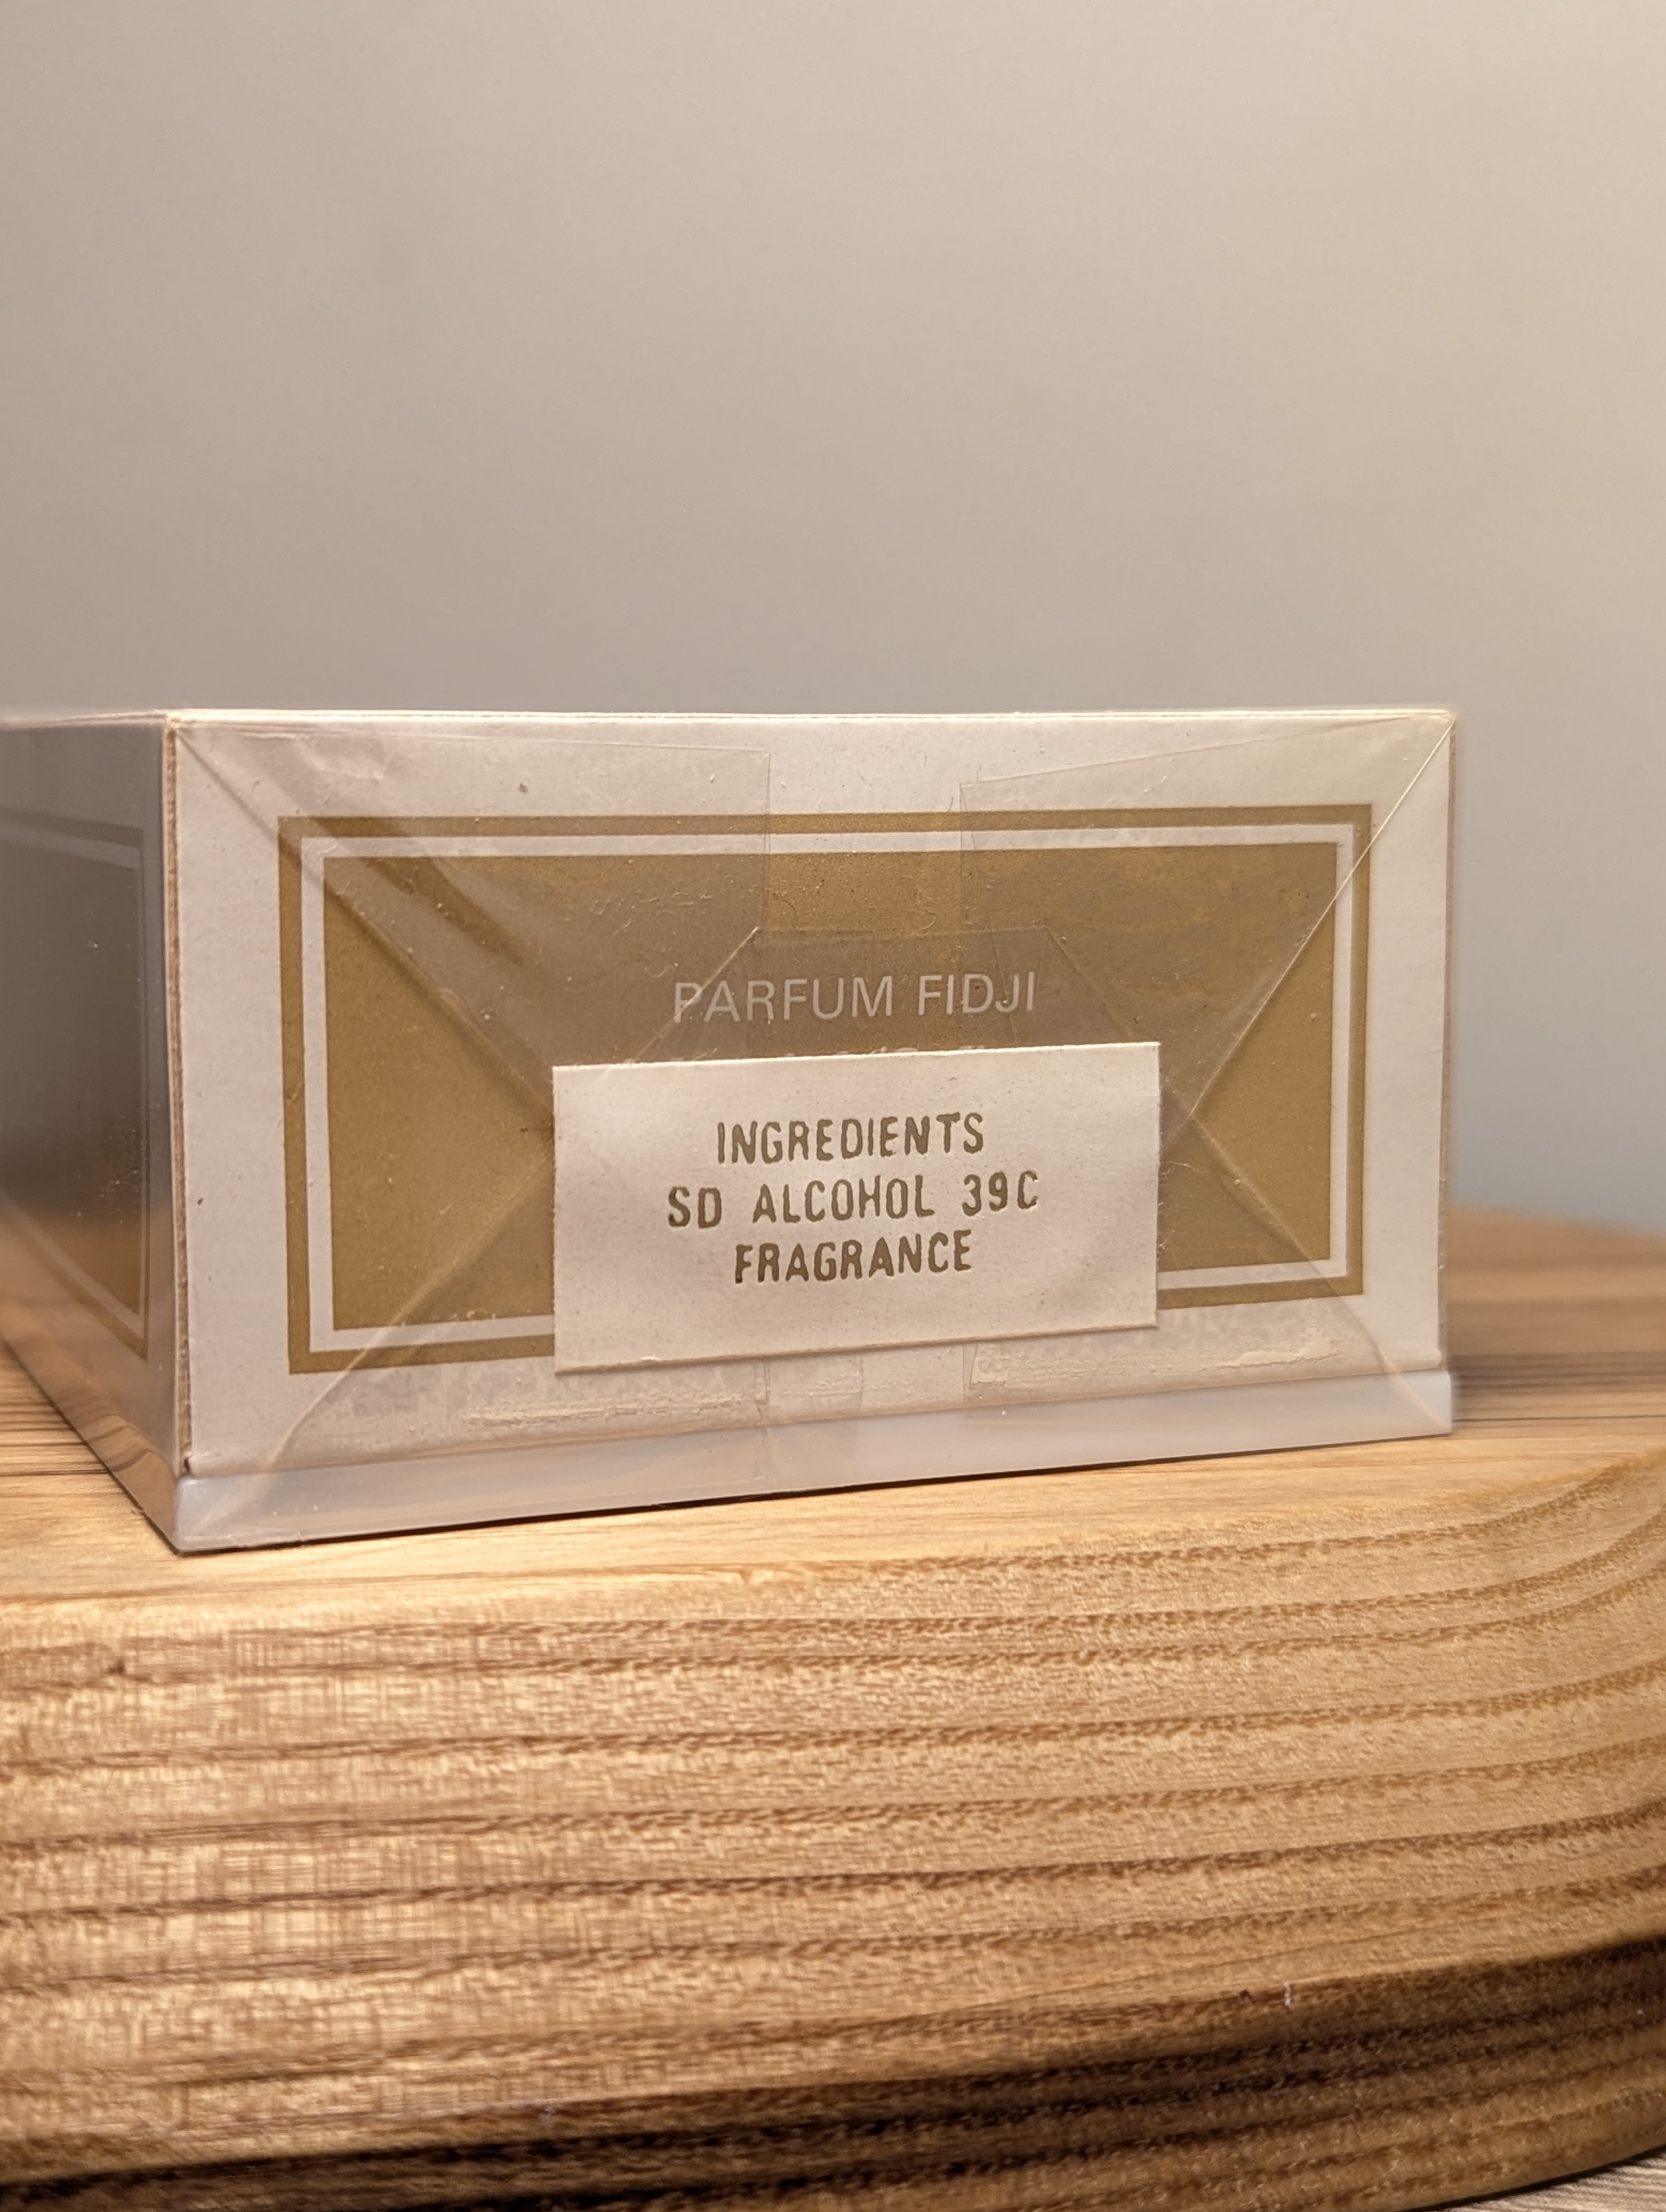 PARFUM FIDJI
INGREDIENTS
SD ALCOHOL 39C
FRAGRANCE